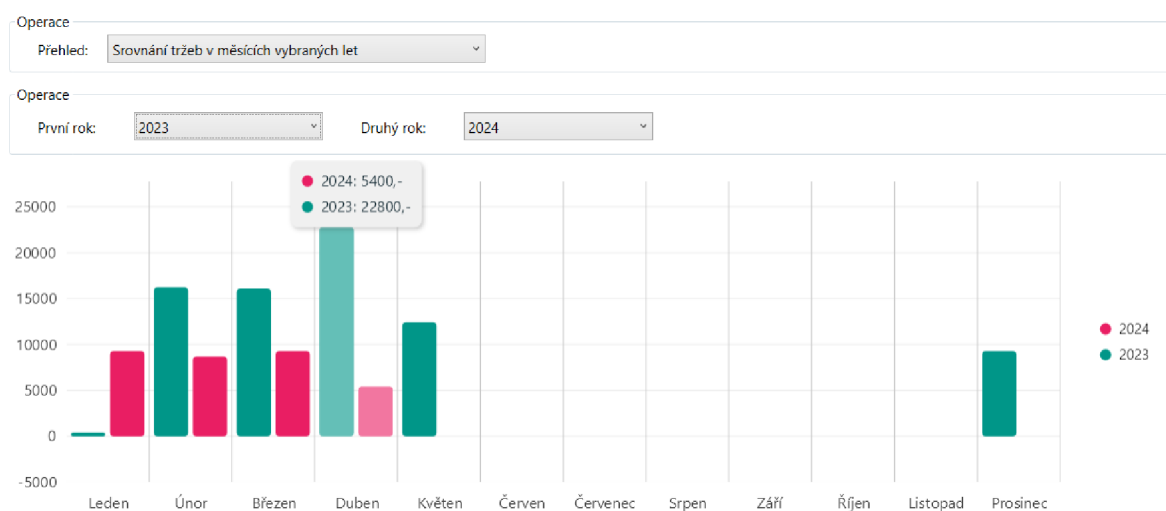 Operace
Přehled: Srovnání tržeb v měsících vybraných let
Operace
První rok: 2023 Druhý rok: 2024
2024: 5400,-
2023: 22800,-
25000
20000
15000
10000
5000
0
-5000
Leden Únor Březen Duben Květen Červen Červenec Srpen Září Říjen Listopad Prosinec
2024
2023